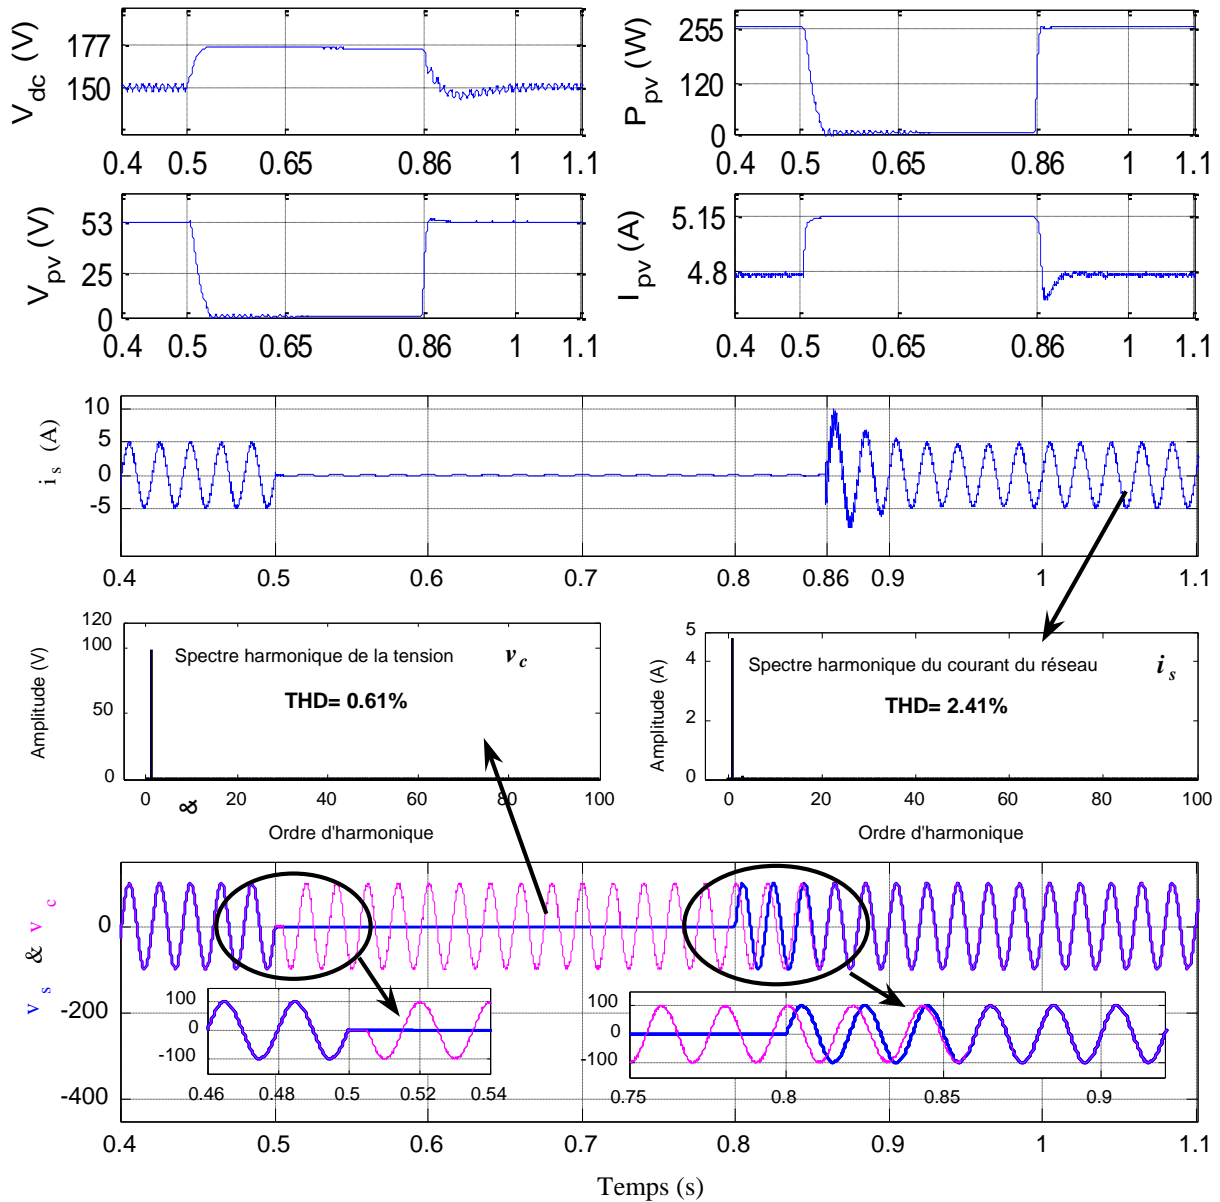 V_dc (V)
177
150
0.4 0.5 0.65 0.86 1 1.1
P_pv (W)
255
120
0
0.4 0.5 0.65 0.86 1 1.1
V_pv (V)
53
25
0
0.4 0.5 0.65 0.86 1 1.1
I_pv (A)
5.15
4.8
0.4 0.5 0.65 0.86 1 1.1
i_s (A)
10
5
0
-5
0.4 0.5 0.6 0.7 0.8 0.86 0.9 1 1.1
Amplitude (V)
120
100
50
0
Spectre harmonique de la tension v_c
THD= 0.61%
0 20 40 60 80 100
Ordre d'harmonique
&
Amplitude (A)
5
4
2
0
Spectre harmonique du courant du réseau i_s
THD= 2.41%
0 20 40 60 80 100
Ordre d'harmonique
v_s & v_c
0
-200
-400
100
0
-100
0.46 0.48 0.5 0.52 0.54
100
0
-100
0.75 0.8 0.85 0.9
0.4 0.5 0.6 0.7 0.8 0.9 1 1.1
Temps (s)